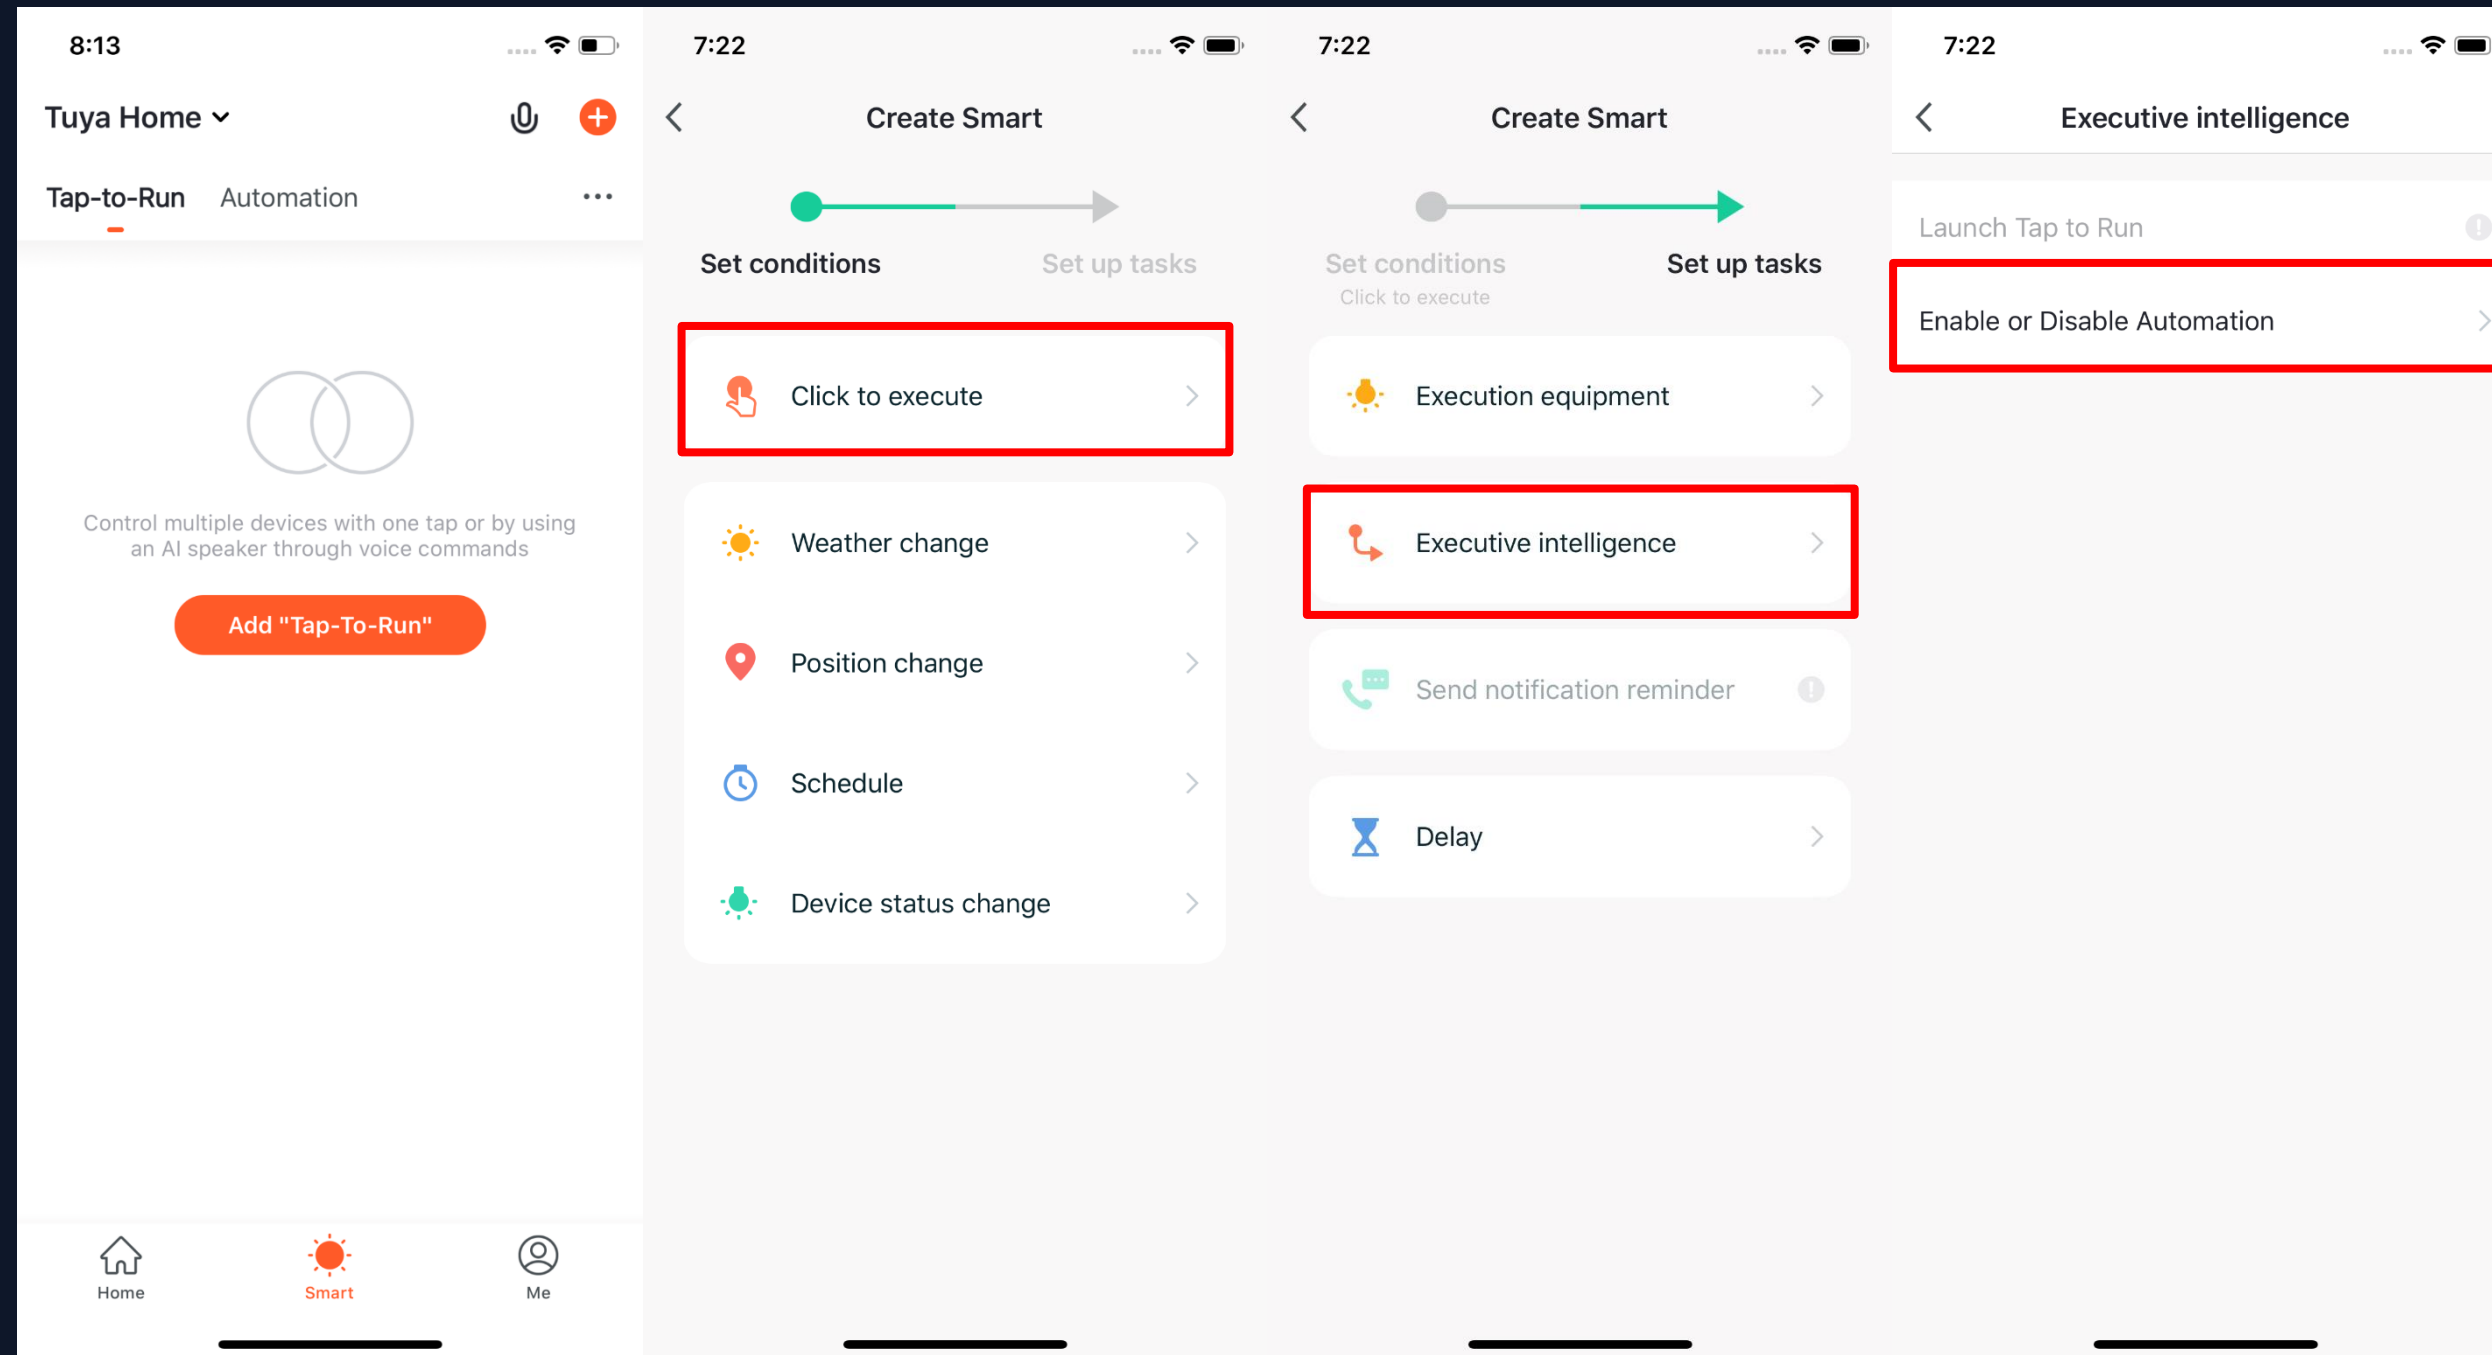 8:13
Tuya Home
Tap-to-Run
Automation
Control multiple devices with one tap or by using
an AI speaker through voice commands
Add "Tap-To-Run"
Home
Smart
Me
7:22
Create Smart
Set conditions
Set up tasks
Click to execute
Weather change
Position change
Schedule
Device status change
7:22
Create Smart
Set conditions
Set up tasks
Click to execute
Execution equipment
Executive intelligence
Send notification reminder
Delay
7:22
Executive intelligence
Launch Tap to Run
Enable or Disable Automation